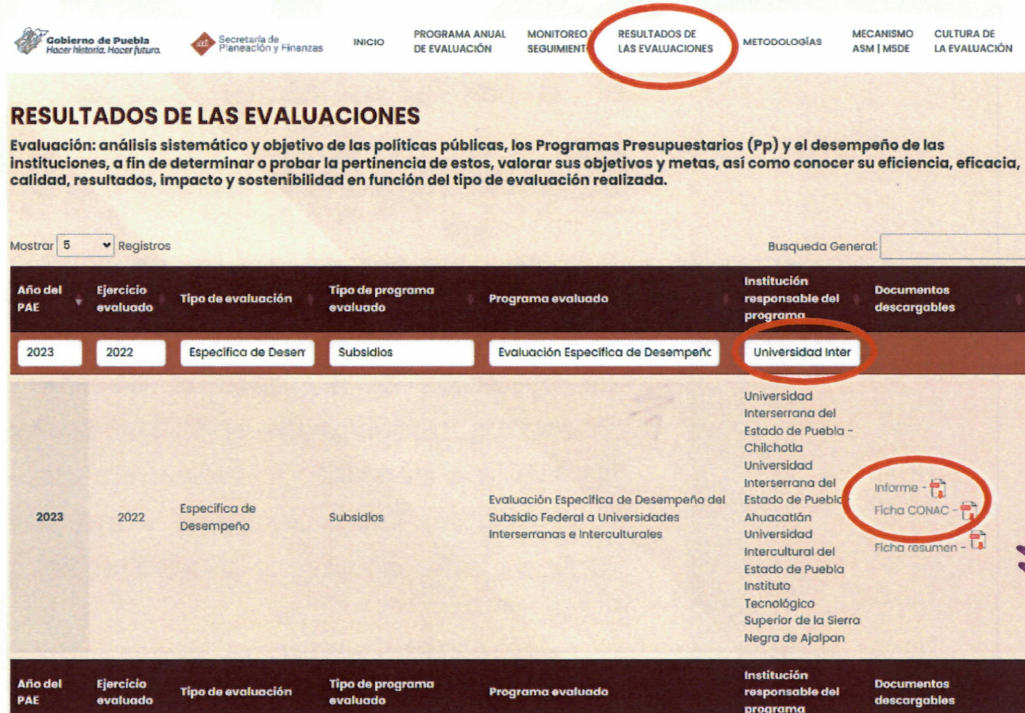 Gobierno de Puebla
Hacer historia. Hacer futuro.
Secretaría de
Planeación y Finanzas
INICIO
PROGRAMA ANUAL
DE EVALUACIÓN
MONITOREO Y
SEGUIMIENTO
RESULTADOS DE
LAS EVALUACIONES
METODOLOGÍAS
MECANISMO
ASM | MSDE
CULTURA DE
LA EVALUACIÓN
RESULTADOS DE LAS EVALUACIONES
Evaluación: análisis sistemático y objetivo de las políticas públicas, los Programas Presupuestarios (Pp) y el desempeño de las
instituciones, a fin de determinar o probar la pertinencia de estos, valorar sus objetivos y metas, así como conocer su eficiencia, eficacia,
calidad, resultados, impacto y sostenibilidad en función del tipo de evaluación realizada.
Mostrar 5 Registros
Busqueda General:
Año del
PAE
Ejercicio
evaluado
Tipo de evaluación
Tipo de programa
evaluado
Programa evaluado
Institución
responsable del
programa
Documentos
descargables
2023
2022
Específica de Desem
Subsidios
Evaluación Específica de Desempeño
Universidad Inter
2023
2022
Específica de
Desempeño
Subsidios
Evaluación Específica de Desempeño del
Subsidio Federal a Universidades
Interserranas e Interculturales
Universidad
Interserrana del
Estado de Puebla -
Chilchotla
Universidad
Interserrana del
Estado de Puebla-
Ahuacatlán
Universidad
Intercultural del
Estado de Puebla
Instituto
Tecnológico
Superior de la Sierra
Negra de Ajalpan
Informe -
Ficha CONAC -
Ficha resumen -
Año del
PAE
Ejercicio
evaluado
Tipo de evaluación
Tipo de programa
evaluado
Programa evaluado
Institución
responsable del
programa
Documentos
descargables